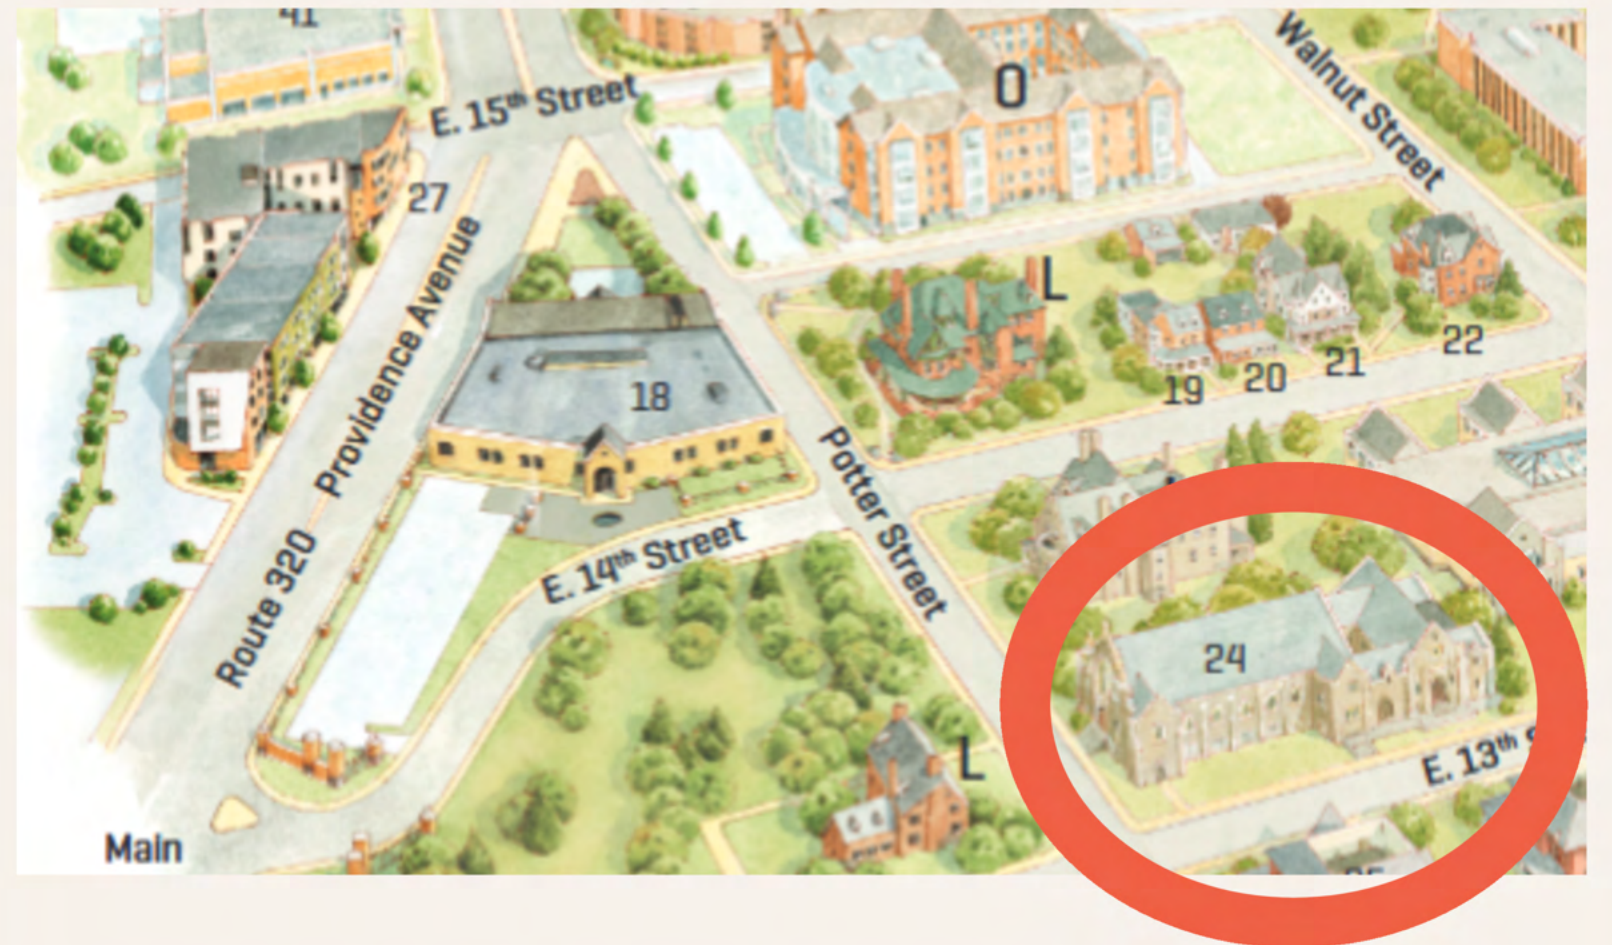 41
E. 15th Street
O
Walnut Street
27
Route 320
Providence Avenue
18
L
19
20
21
22
Potter Street
E. 14th Street
24
E. 13th
L
Main